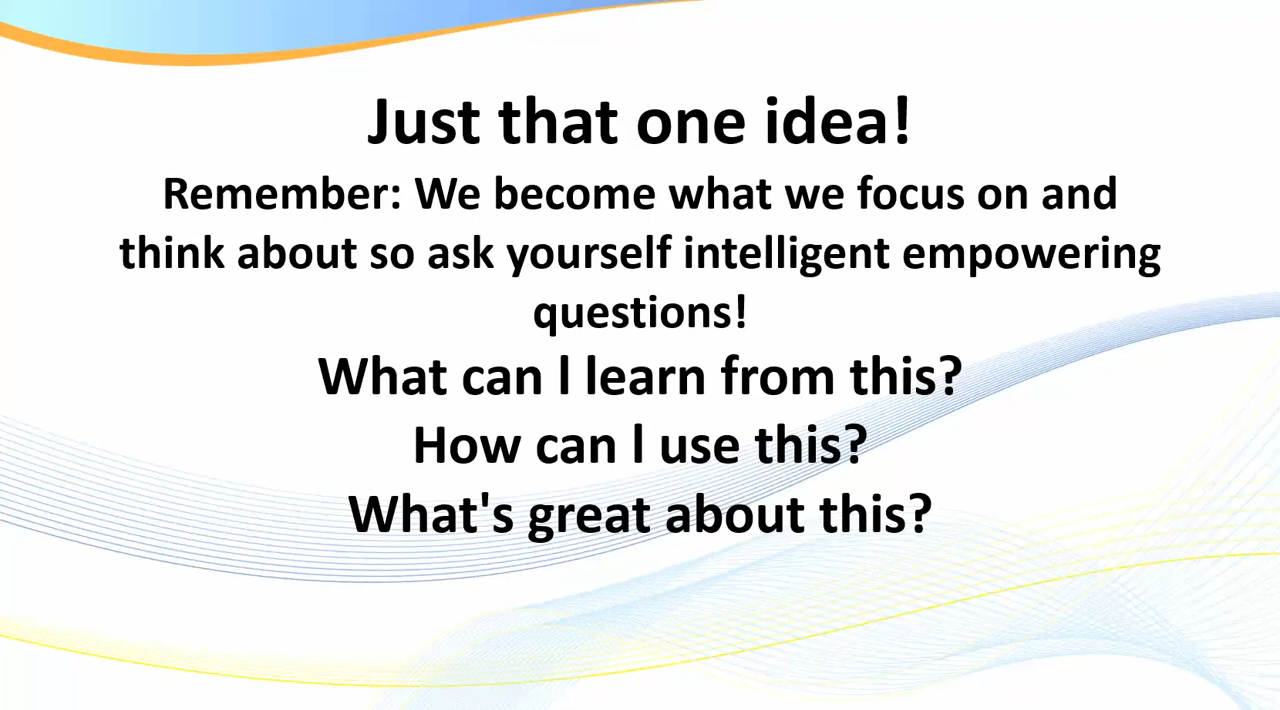 Just that one idea!
Remember: We become what we focus on and
think about so ask yourself intelligent empowering
questions!
What can I learn from this?
How can I use this?
What's great about this?